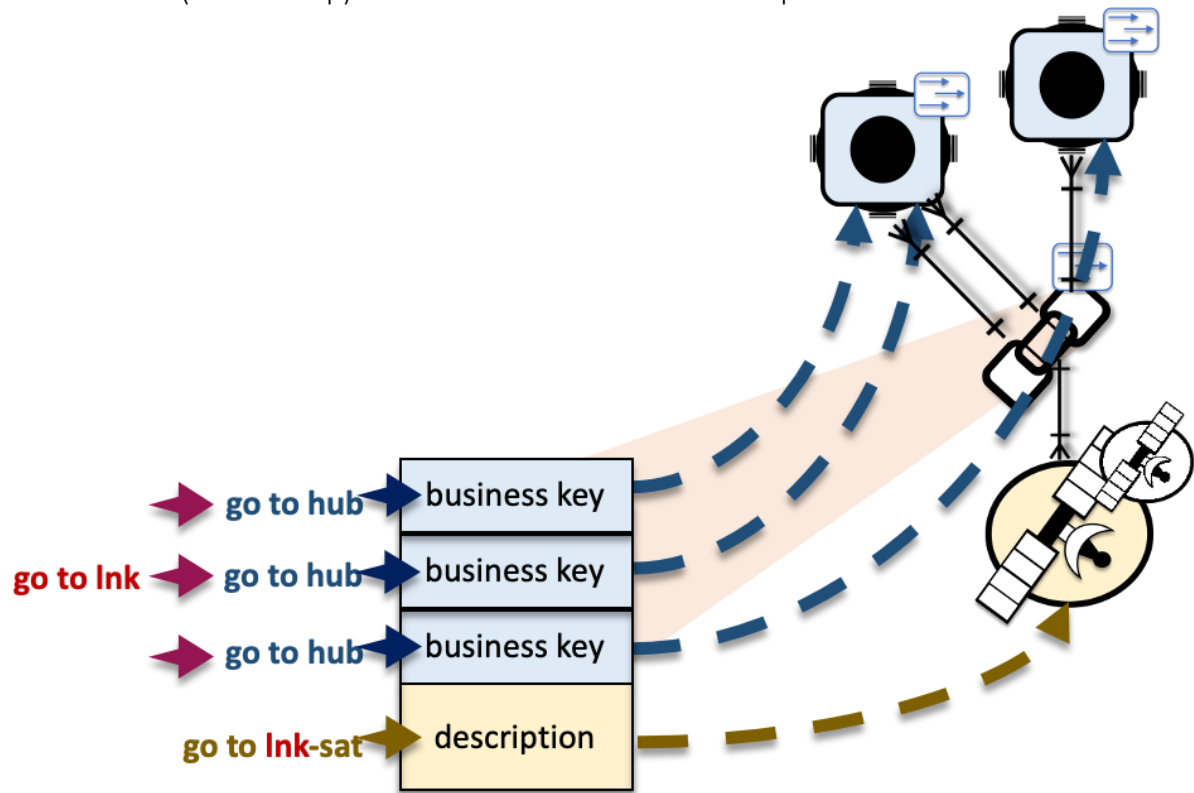 go to hub business key
go to lnk go to hub business key
go to hub business key
go to lnk-sat description